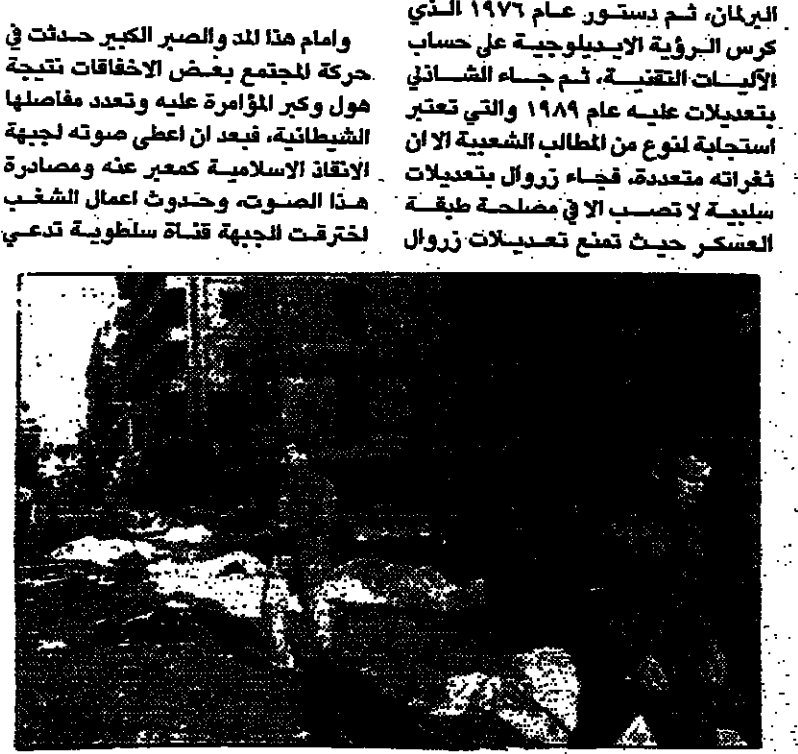 البرلمان، ثم دستور عام ١٩٧٦ الذي
كرس الرؤية الايديلوجية على حساب
الآليات التقنية، ثم جاء الشاذلي
بتعديلات عليه عام ١٩٨٩ والتي تعتبر
استجابة لنوع من المطالب الشعبية الا ان
ثغراته متعددة، فجاء زروال بتعديلات
سلبية لا تصب الا في مصلحة طبقة
العسكر حيث تمنع تعديلات زروال
وامام هذا المد والصبر الكبير حدثت في
حركة المجتمع بعض الاخفاقات نتيجة
هول وكبر المؤامرة عليه وتعدد مفاصلها
الشيطانية، فبعد ان اعطى صوته لجبهة
الانقاذ الاسلامية كمعبر عنه ومصادرة
هذا الصوت، وحدوث اعمال الشغب
اخترقت الجبهة قناة سلطوية تدعي